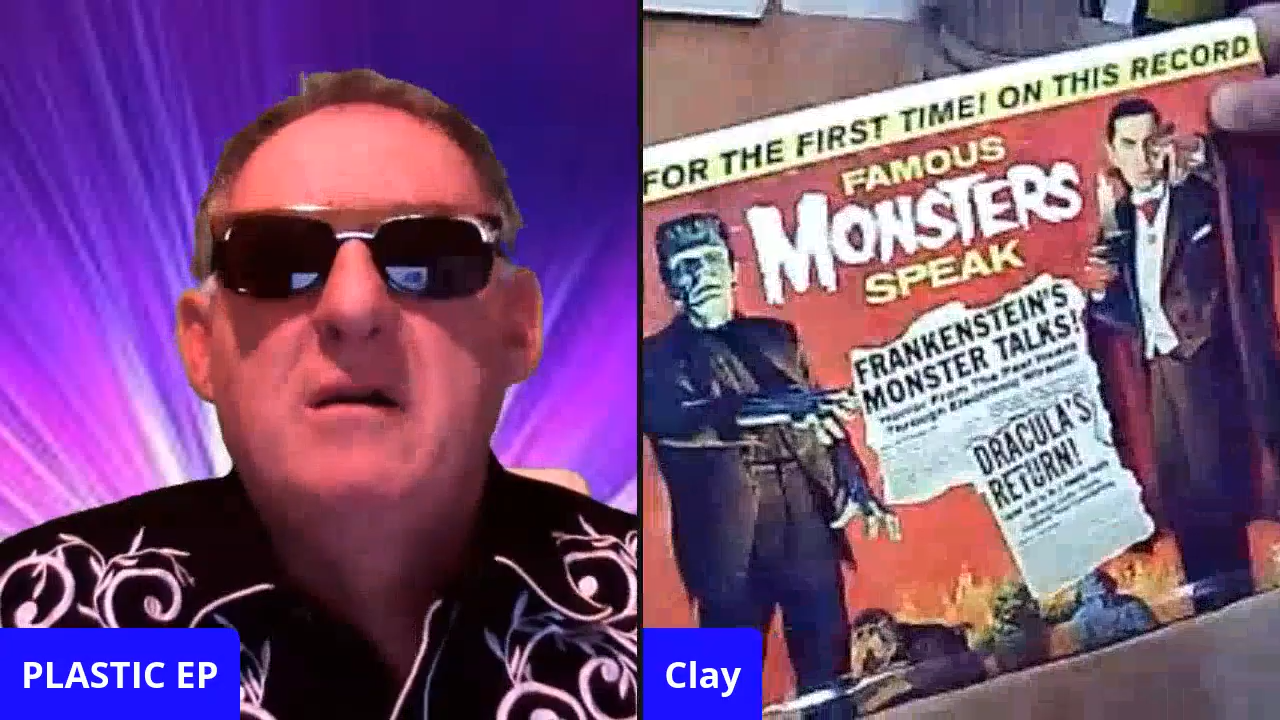 FOR THE FIRST TIME! ON THIS RECORD
FAMOUS
MONSTERS
SPEAK
FRANKENSTEIN'S
MONSTER TALKS!
DRACULA'S
RETURN!
PLASTIC EP
Clay